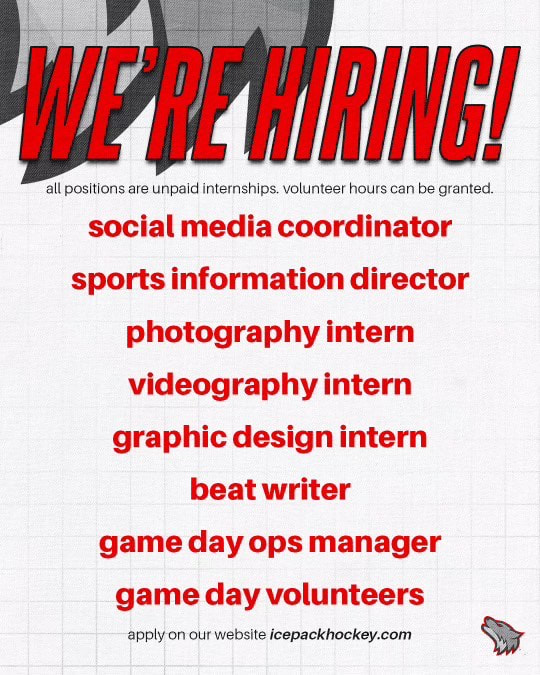 WE'RE HIRING!
all positions are unpaid internships. volunteer hours can be granted.
social media coordinator
sports information director
photography intern
videography intern
graphic design intern
beat writer
game day ops manager
game day volunteers
apply on our website icepackhockey.com